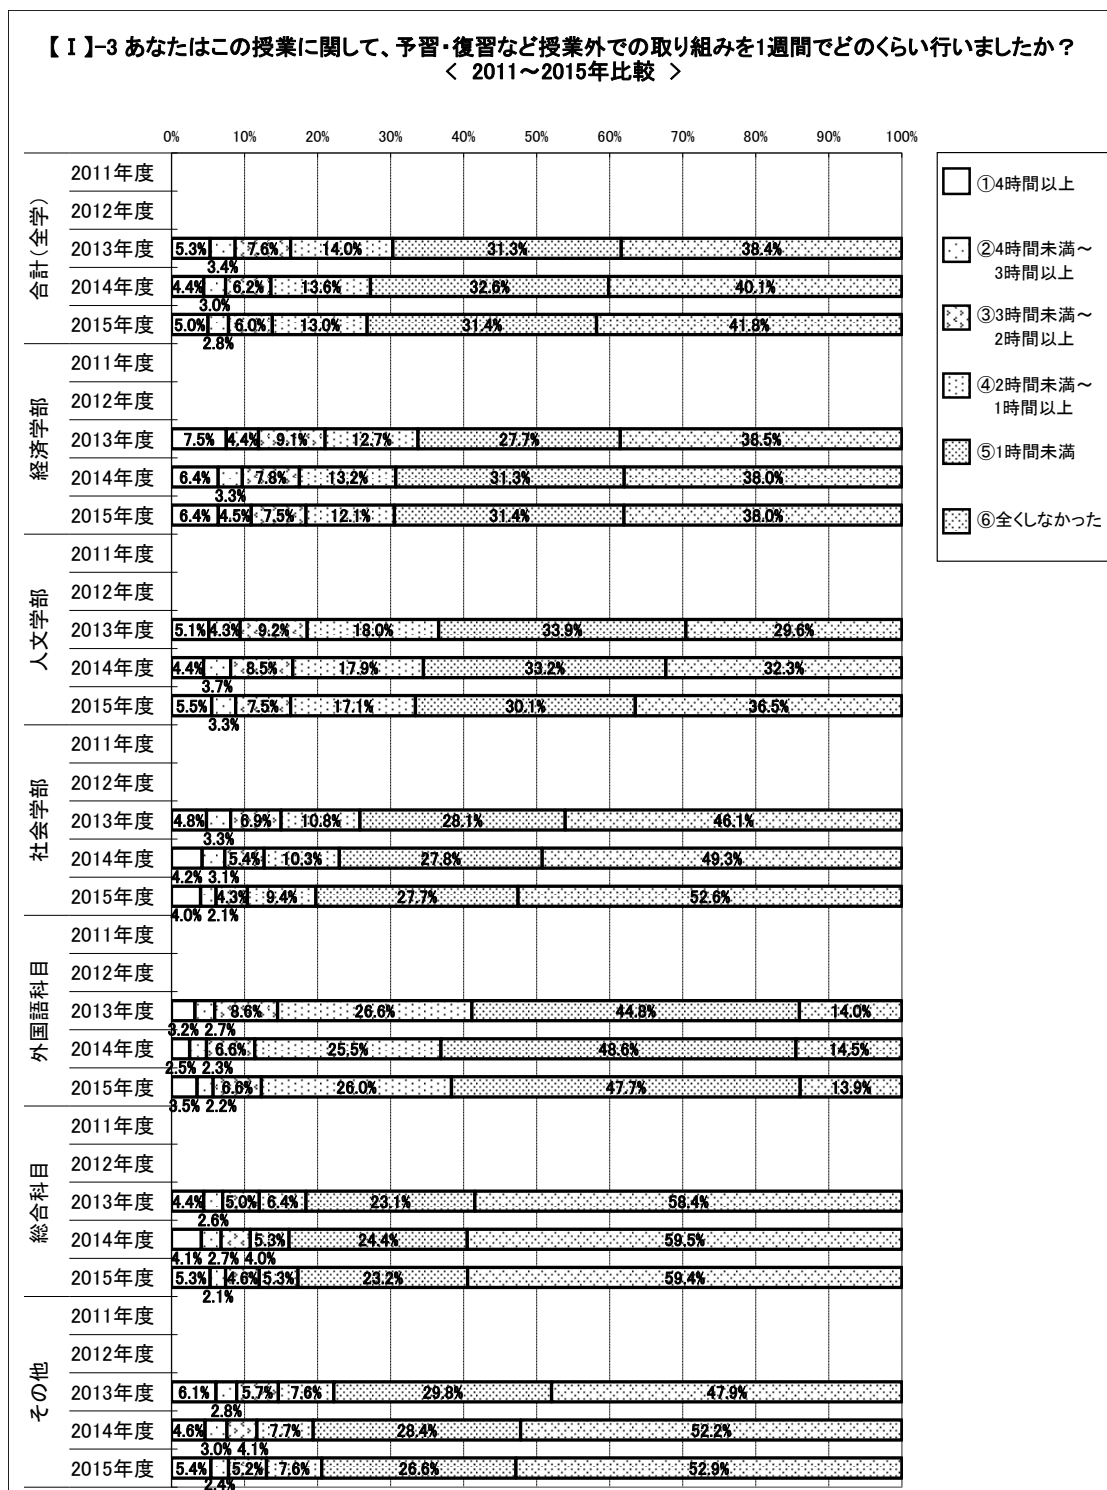 【Ⅰ】-3 あなたはこの授業に関して、予習・復習など授業外での取り組みを1週間でどのくらい行いましたか？
＜ 2011～2015年比較 ＞
0% 10% 20% 30% 40% 50% 60% 70% 80% 90% 100%
合計（全学）
2011年度
2012年度
2013年度 5.3% 7.6% 14.0% 31.3% 38.4%
3.4%
2014年度 4.4% 6.2% 13.6% 32.6% 40.1%
3.0%
2015年度 5.0% 6.0% 13.0% 31.4% 41.8%
2.8%
経済学部
2011年度
2012年度
2013年度 7.5% 4.4% 9.1% 12.7% 27.7% 38.5%
2014年度 6.4% 7.8% 13.2% 31.3% 38.0%
3.3%
2015年度 6.4% 4.5% 7.5% 12.1% 31.4% 38.0%
人文学部
2011年度
2012年度
2013年度 5.1% 4.3% 9.2% 18.0% 33.9% 29.6%
2014年度 4.4% 8.5% 17.9% 33.2% 32.3%
3.7%
2015年度 5.5% 7.5% 17.1% 30.1% 36.5%
3.3%
社会学部
2011年度
2012年度
2013年度 4.8% 6.9% 10.8% 28.1% 46.1%
3.3%
2014年度 5.4% 10.3% 27.8% 49.3%
4.2% 3.1%
2015年度 4.3% 9.4% 27.7% 52.6%
4.0% 2.1%
外国語科目
2011年度
2012年度
2013年度 8.6% 26.6% 44.8% 14.0%
3.2% 2.7%
2014年度 6.6% 25.5% 48.6% 14.5%
2.5% 2.3%
2015年度 6.6% 26.0% 47.7% 13.9%
3.5% 2.2%
総合科目
2011年度
2012年度
2013年度 4.4% 5.0% 6.4% 23.1% 58.4%
2.6%
2014年度 5.3% 24.4% 59.5%
4.1% 2.7% 4.0%
2015年度 5.3% 4.6% 5.3% 23.2% 59.4%
2.1%
その他
2011年度
2012年度
2013年度 6.1% 5.7% 7.6% 29.8% 47.9%
2.8%
2014年度 4.6% 7.7% 28.4% 52.2%
3.0% 4.1%
2015年度 5.4% 5.2% 7.6% 26.6% 52.9%
2.4%
①4時間以上
②4時間未満～
3時間以上
③3時間未満～
2時間以上
④2時間未満～
1時間以上
⑤1時間未満
⑥全くしなかった